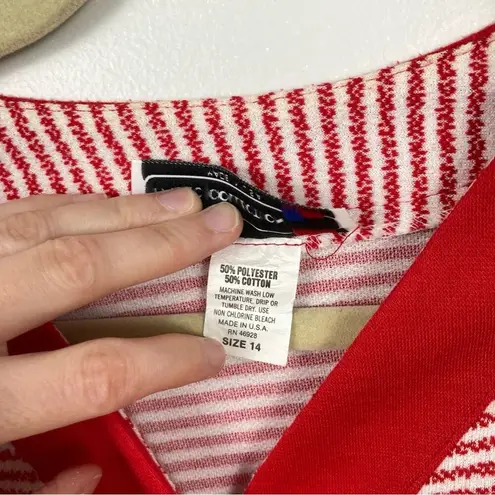 50% POLYESTER
50% COTTON
MACHINE WASH LOW
TEMPERATURE, DRIP OR
TUMBLE DRY. USE
NON CHLORINE BLEACH
MADE IN U.S.A.
RN 46928
SIZE 14